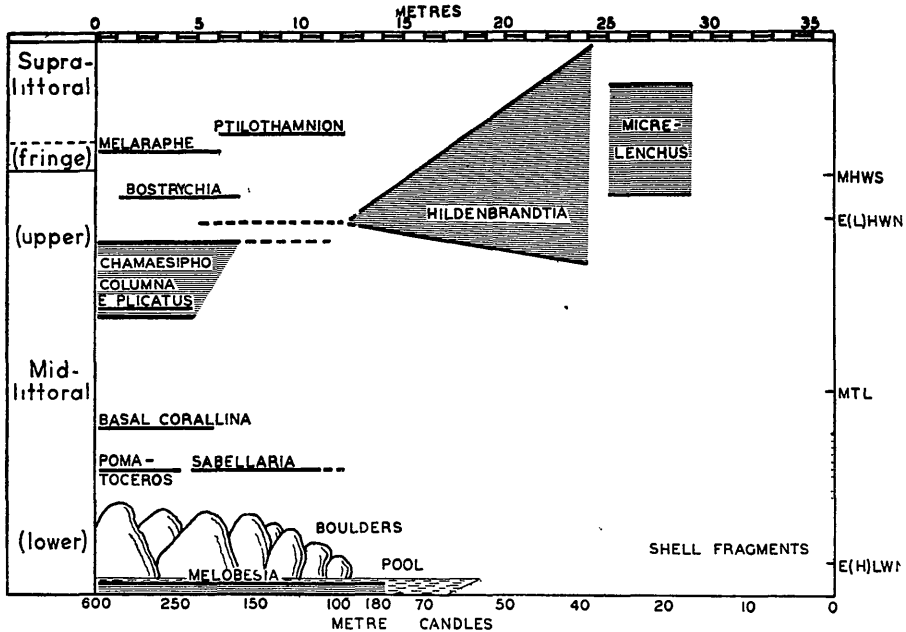 METRES
0 5 10 15 20 25 30 35
Supra-
littoral
PTILOTHAMNION
MICRE-
LENCHUS
MELARAPHE
(fringe)
MHWS
BOSTRYCHIA
HILDENBRANDTIA
E(L)HWN
(upper)
CHAMAESIPHO
COLUMNA
E PLICATUS
Mid-
littoral
MTL
BASAL CORALLINA
POMA-
TOCEROS
SABELLARIA
BOULDERS
(lower)
SHELL FRAGMENTS
POOL
E(H)LWN
MELOBESIA
600 250 150 100 180 70 50 40 20 10 0
METRE CANDLES